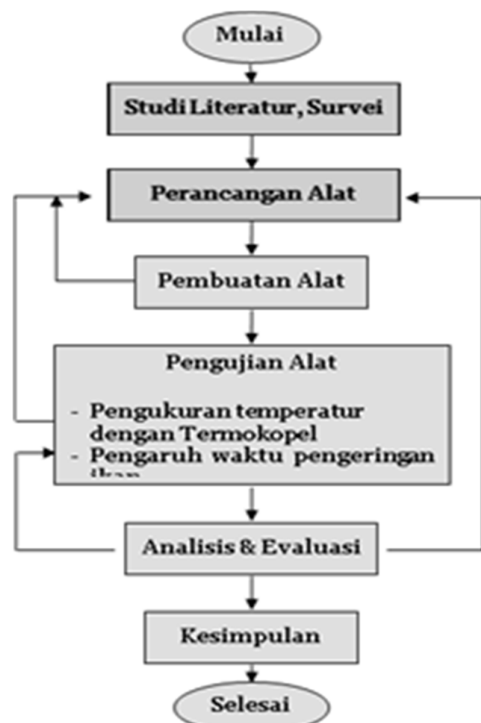 Mulai
Studi Literatur, Survei
Perancangan Alat
Pembuatan Alat
Pengujian Alat
- Pengukuran temperatur
dengan Termokopel
- Pengaruh waktu pengeringan
ikan
Analisis & Evaluasi
Kesimpulan
Selesai